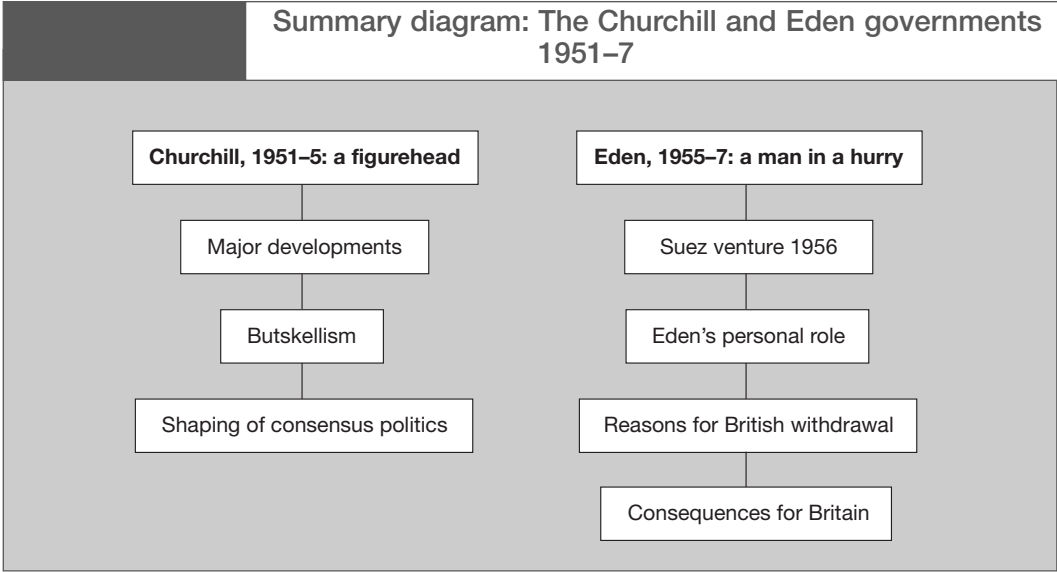 Summary diagram: The Churchill and Eden governments
1951–7
Churchill, 1951–5: a figurehead
Major developments
Butskellism
Shaping of consensus politics
Eden, 1955–7: a man in a hurry
Suez venture 1956
Eden’s personal role
Reasons for British withdrawal
Consequences for Britain